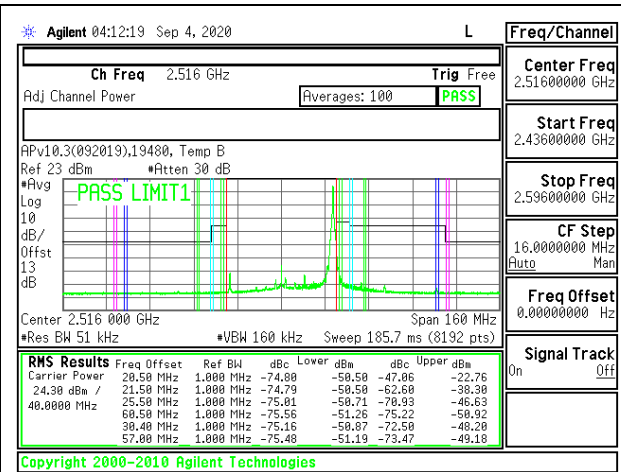 Agilent 04:12:19 Sep 4, 2020 L
Freq/Channel
Ch Freq 2.516 GHz Trig Free
Adj Channel Power Averages: 100 PASS
APv10.3(092019),19480, Temp B
Ref 23 dBm #Atten 30 dB
#Avg
Log
10
dB/
Offst
13
dB
PASS LIMIT1
Center 2.516 000 GHz Span 160 MHz
#Res BW 51 kHz #VBW 160 kHz Sweep 185.7 ms (8192 pts)
RMS Results Freq Offset Ref BW dBc Lower dBm dBc Upper dBm
Carrier Power 20.50 MHz 1.000 MHz -74.80 -50.50 -47.06 -22.76
24.30 dBm / 21.50 MHz 1.000 MHz -74.79 -50.50 -62.60 -38.30
40.0000 MHz 25.50 MHz 1.000 MHz -75.01 -50.71 -70.93 -46.63
60.50 MHz 1.000 MHz -75.56 -51.26 -75.22 -50.92
30.40 MHz 1.000 MHz -75.16 -50.87 -72.50 -48.20
57.00 MHz 1.000 MHz -75.48 -51.19 -73.47 -49.18
Copyright 2000-2010 Agilent Technologies
Center Freq
2.51600000 GHz
Start Freq
2.43600000 GHz
Stop Freq
2.59600000 GHz
CF Step
16.0000000 MHz
Auto Man
Freq Offset
0.00000000 Hz
Signal Track
On Off